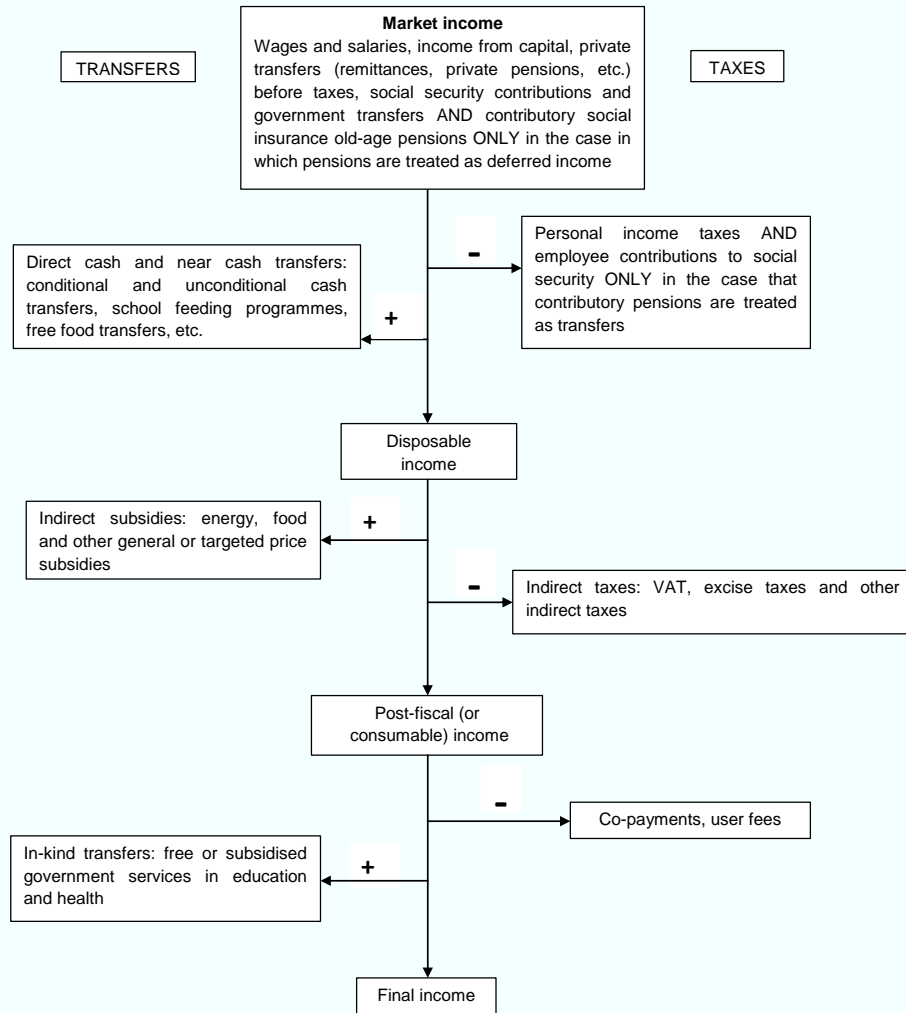 Market income
Wages and salaries, income from capital, private
transfers (remittances, private pensions, etc.)
before taxes, social security contributions and
government transfers AND contributory social
insurance old-age pensions ONLY in the case in
which pensions are treated as deferred income
TRANSFERS
TAXES
-
Personal income taxes AND
employee contributions to social
security ONLY in the case that
contributory pensions are treated
as transfers
Direct cash and near cash transfers:
conditional and unconditional cash
transfers, school feeding programmes,
free food transfers, etc.
+
Disposable
income
Indirect subsidies: energy, food
and other general or targeted price
subsidies
+
-
Indirect taxes: VAT, excise taxes and other
indirect taxes
Post-fiscal (or
consumable) income
-
Co-payments, user fees
In-kind transfers: free or subsidised
government services in education
and health
+
Final income